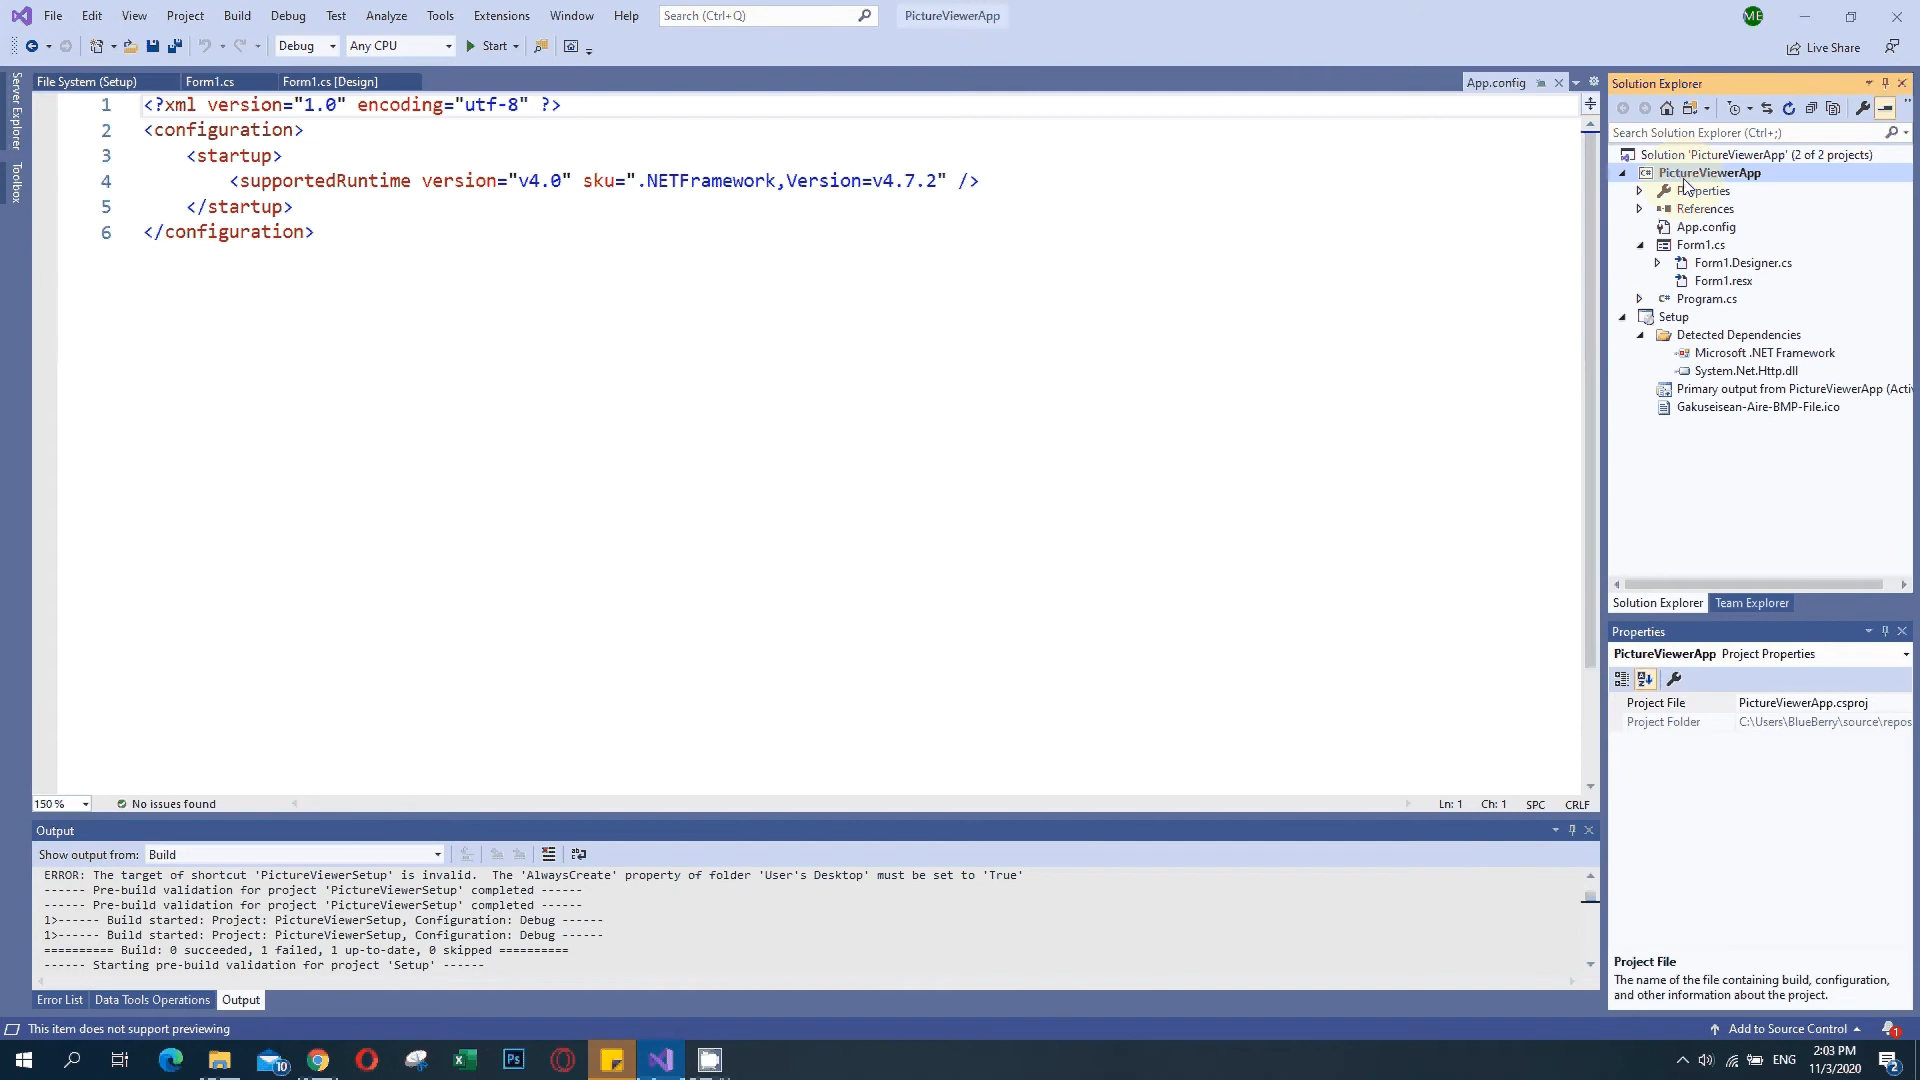 File Edit View Project Build Debug Test Analyze Tools Extensions Window Help Search (Ctrl+Q) PictureViewerApp ME
Debug Any CPU Start Live Share
File System (Setup) Form1.cs Form1.cs [Design] App.config
Server Explorer
Toolbox
1 <?xml version="1.0" encoding="utf-8" ?>
2 <configuration>
3 <startup>
4 <supportedRuntime version="v4.0" sku=".NETFramework,Version=v4.7.2" />
5 </startup>
6 </configuration>
150 % No issues found Ln: 1 Ch: 1 SPC CRLF
Solution Explorer
Search Solution Explorer (Ctrl+;)
Solution 'PictureViewerApp' (2 of 2 projects)
PictureViewerApp
Properties
References
App.config
Form1.cs
Form1.Designer.cs
Form1.resx
Program.cs
Setup
Detected Dependencies
Microsoft .NET Framework
System.Net.Http.dll
Primary output from PictureViewerApp (Acti
Gakuseisean-Aire-BMP-File.ico
Solution Explorer Team Explorer
Properties
PictureViewerApp Project Properties
Project File PictureViewerApp.csproj
Project Folder C:\Users\BlueBerry\source\repos
Project File
The name of the file containing build, configuration,
and other information about the project.
Output
Show output from: Build
ERROR: The target of shortcut 'PictureViewerSetup' is invalid.  The 'AlwaysCreate' property of folder 'User's Desktop' must be set to 'True'
------ Pre-build validation for project 'PictureViewerSetup' completed ------
------ Pre-build validation for project 'PictureViewerSetup' completed ------
1>------ Build started: Project: PictureViewerSetup, Configuration: Debug ------
1>------ Build started: Project: PictureViewerSetup, Configuration: Debug ------
========== Build: 0 succeeded, 1 failed, 1 up-to-date, 0 skipped ==========
------ Starting pre-build validation for project 'Setup' ------
Error List Data Tools Operations Output
This item does not support previewing Add to Source Control 1
10 Ps ENG 2:03 PM
11/3/2020 2